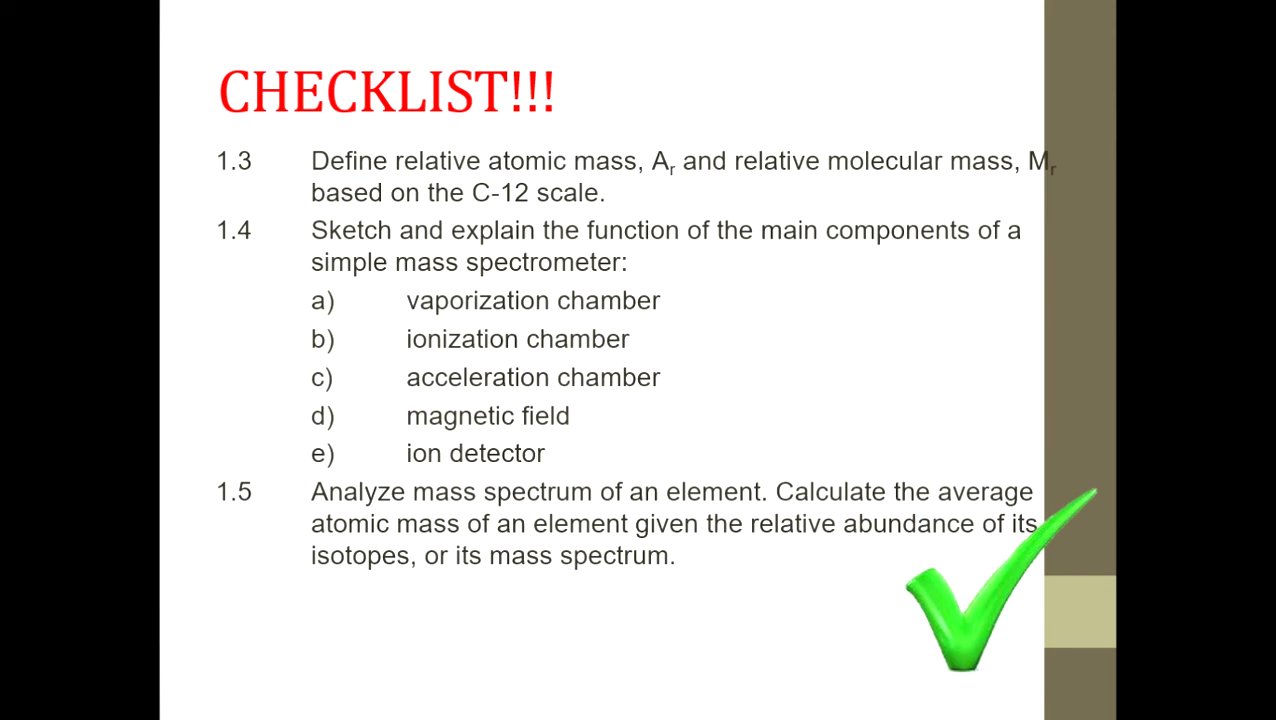 CHECKLIST!!!
1.3 Define relative atomic mass, Ar and relative molecular mass, Mr
based on the C-12 scale.
1.4 Sketch and explain the function of the main components of a
simple mass spectrometer:
a) vaporization chamber
b) ionization chamber
c) acceleration chamber
d) magnetic field
e) ion detector
1.5 Analyze mass spectrum of an element. Calculate the average
atomic mass of an element given the relative abundance of its
isotopes, or its mass spectrum.